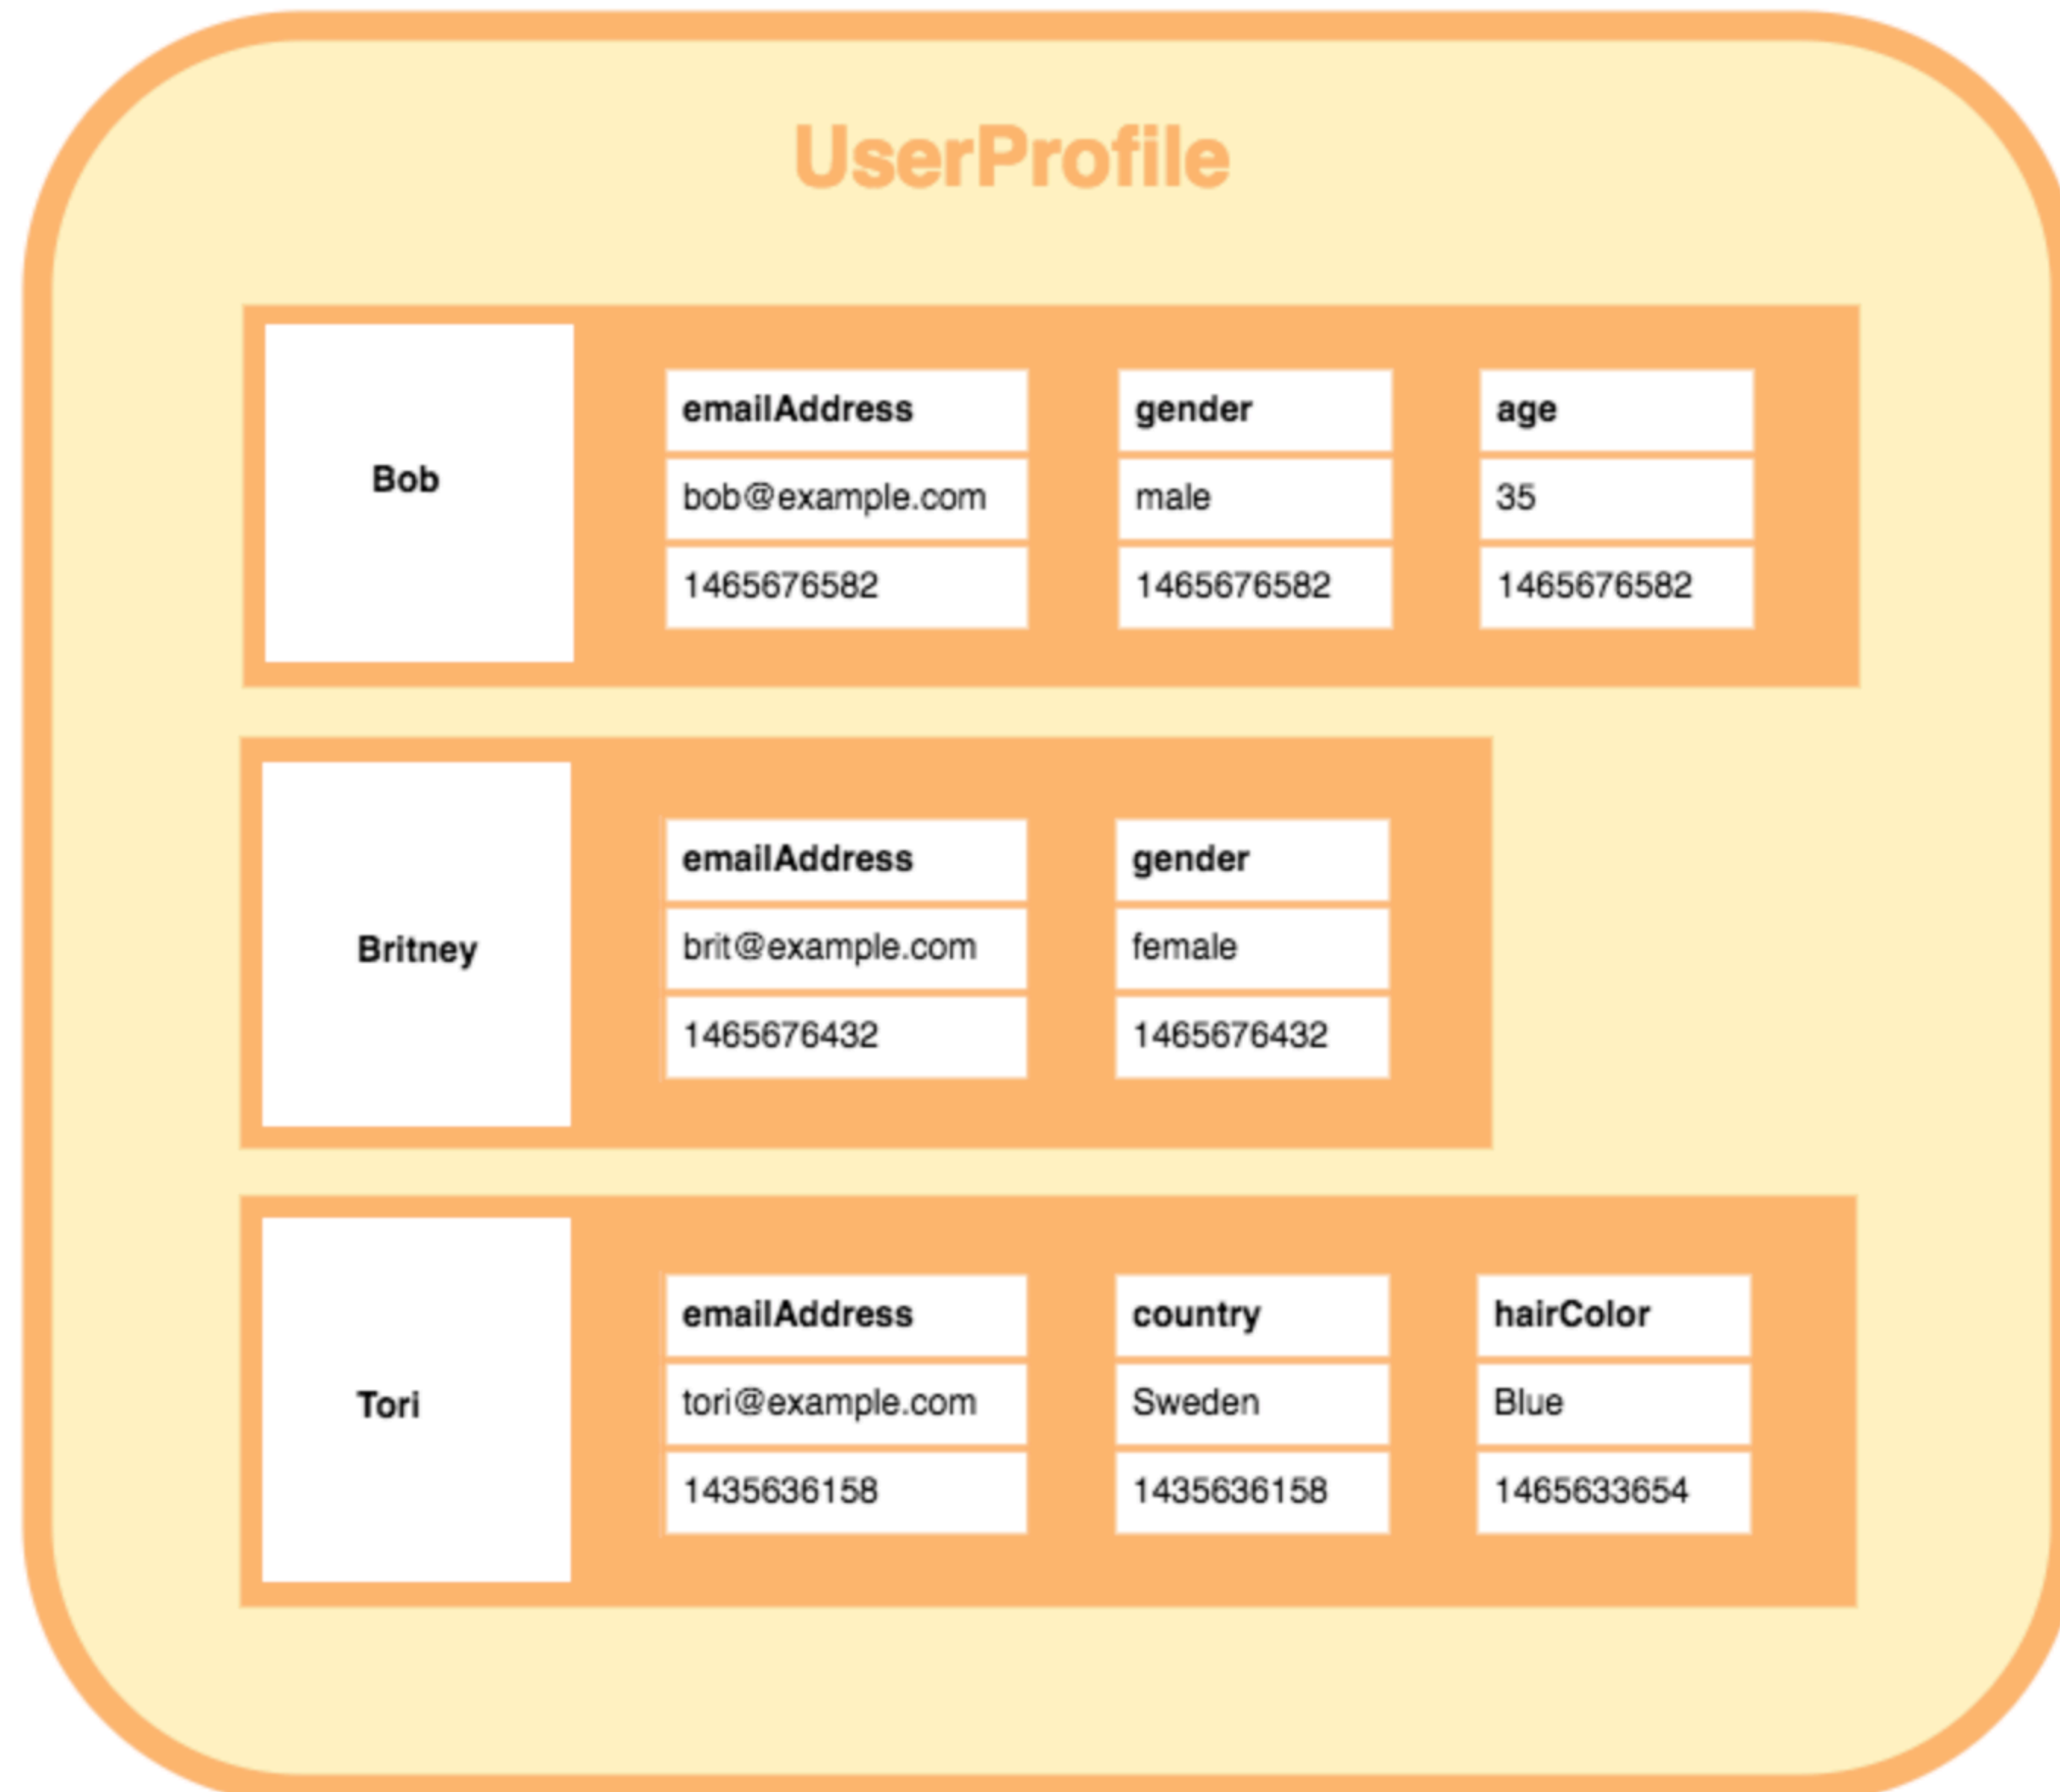 UserProfile
Bob
emailAddress gender age
bob@example.com male 35
1465676582 1465676582 1465676582
Britney
emailAddress gender
brit@example.com female
1465676432 1465676432
Tori
emailAddress country hairColor
tori@example.com Sweden Blue
1435636158 1435636158 1465633654